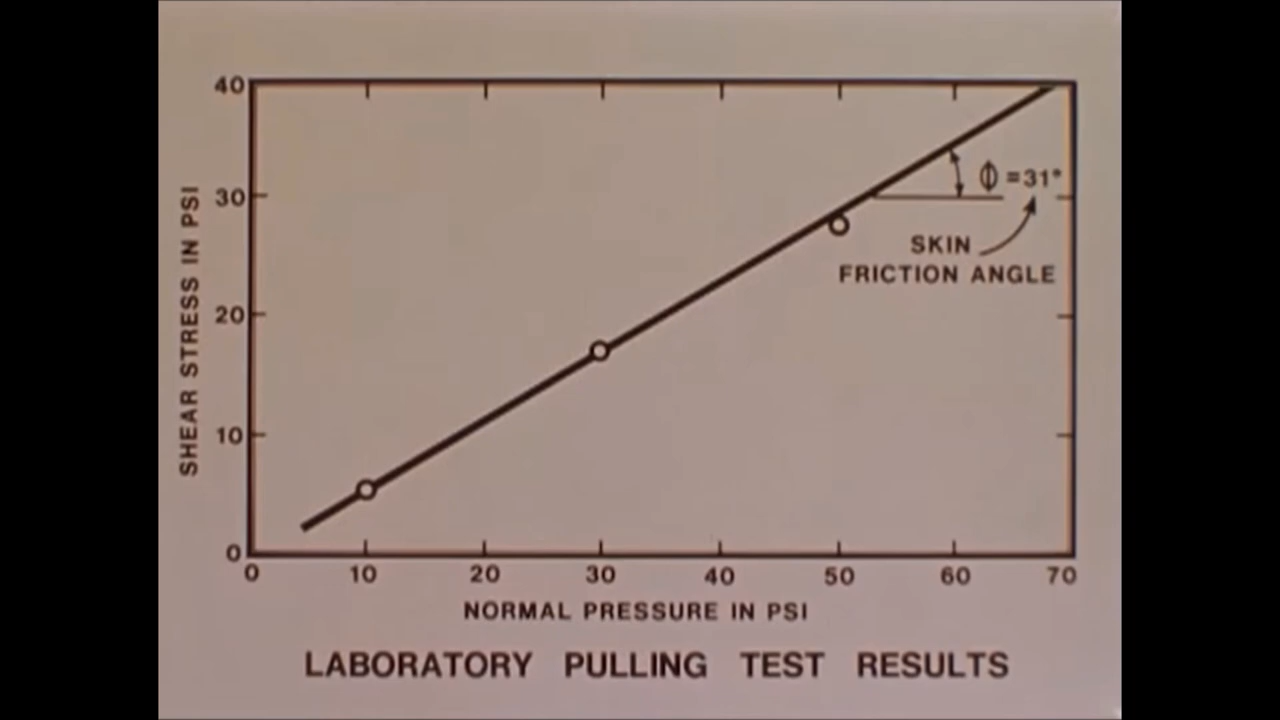 40
30
20
10
0
SHEAR STRESS IN PSI
Φ = 31°
SKIN
FRICTION ANGLE
0 10 20 30 40 50 60 70
NORMAL PRESSURE IN PSI
LABORATORY PULLING TEST RESULTS